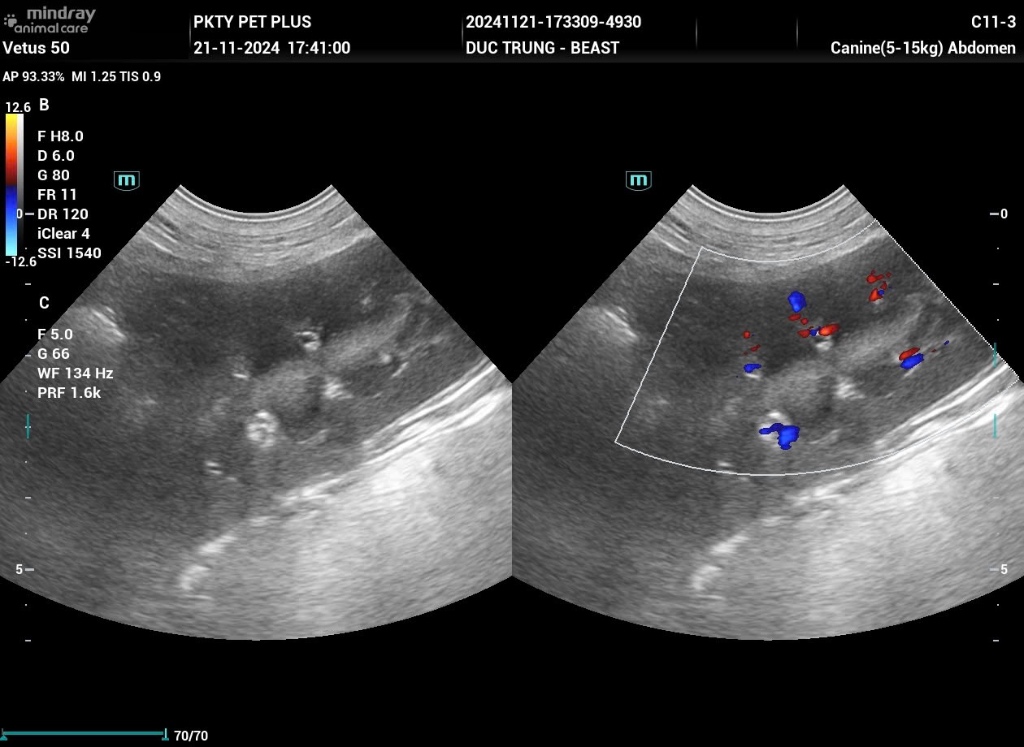 mindray
animalcare
Vetus 50
PKTY PET PLUS
21-11-2024 17:41:00
20241121-173309-4930
DUC TRUNG - BEAST
C11-3
Canine(5-15kg) Abdomen
AP 93.33% MI 1.25 TIS 0.9
12.6
B
F H8.0
D 6.0
G 80
FR 11
DR 120
iClear 4
SSI 1540
0
-12.6
C
F 5.0
G 66
WF 134 Hz
PRF 1.6k
5
m
m
0
5
70/70